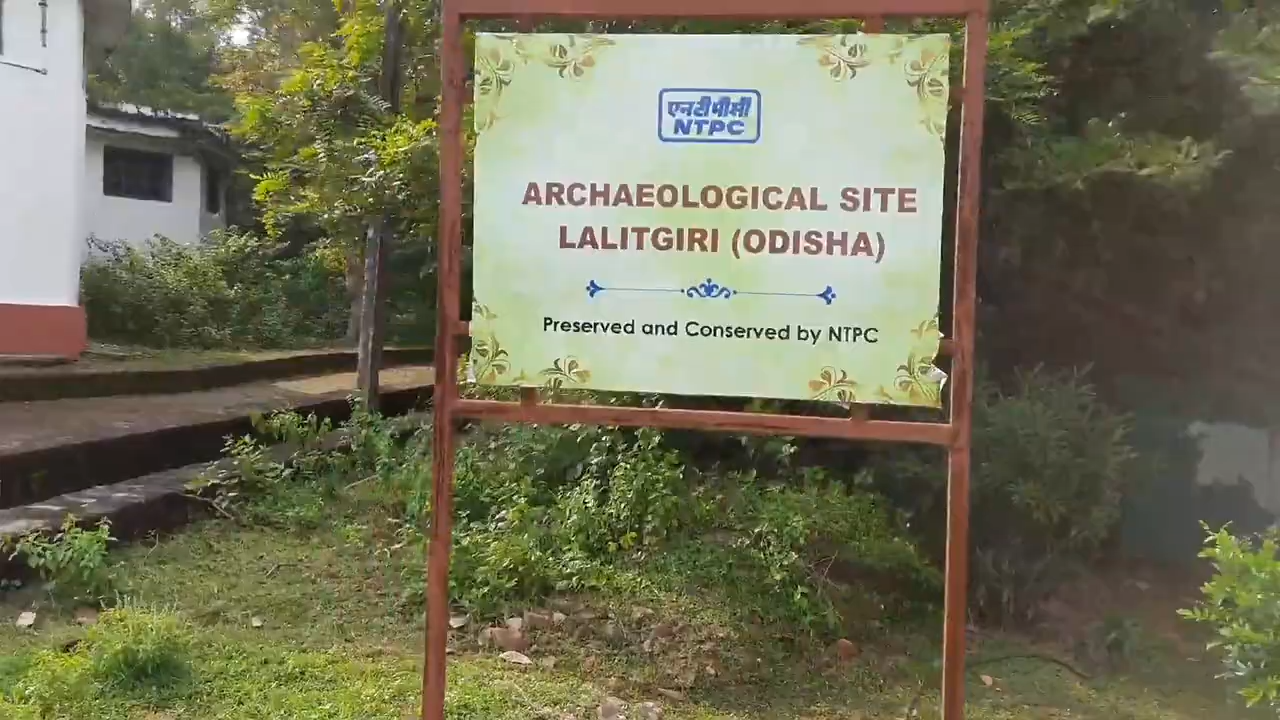 एनटीपीसी
NTPC
ARCHAEOLOGICAL SITE
LALITGIRI (ODISHA)
Preserved and Conserved by NTPC